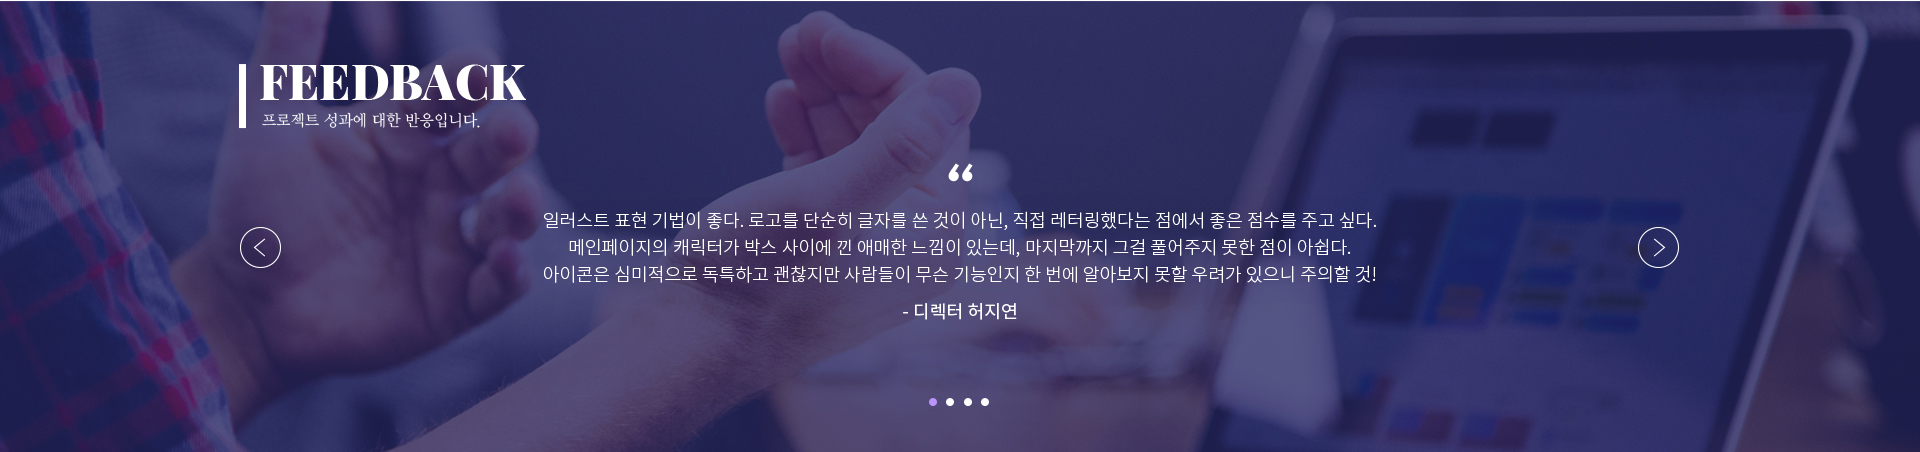 FEEDBACK
프로젝트 성과에 대한 반응입니다.
“
일러스트 표현 기법이 좋다. 로고를 단순히 글자를 쓴 것이 아닌, 직접 레터링했다는 점에서 좋은 점수를 주고 싶다.
메인페이지의 캐릭터가 박스 사이에 낀 애매한 느낌이 있는데, 마지막까지 그걸 풀어주지 못한 점이 아쉽다.
아이콘은 심미적으로 독특하고 괜찮지만 사람들이 무슨 기능인지 한 번에 알아보지 못할 우려가 있으니 주의할 것!
- 디렉터 허지연